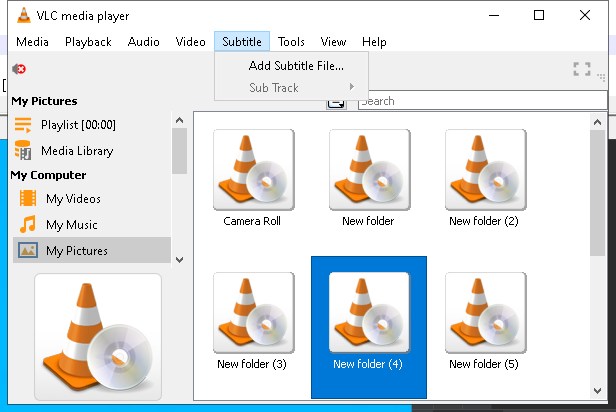 VLC media player
Media Playback Audio Video Subtitle Tools View Help
Add Subtitle File...
Sub Track
Search
My Pictures
Playlist [00:00]
Media Library
My Computer
My Videos
My Music
My Pictures
Camera Roll
New folder
New folder (2)
New folder (3)
New folder (4)
New folder (5)